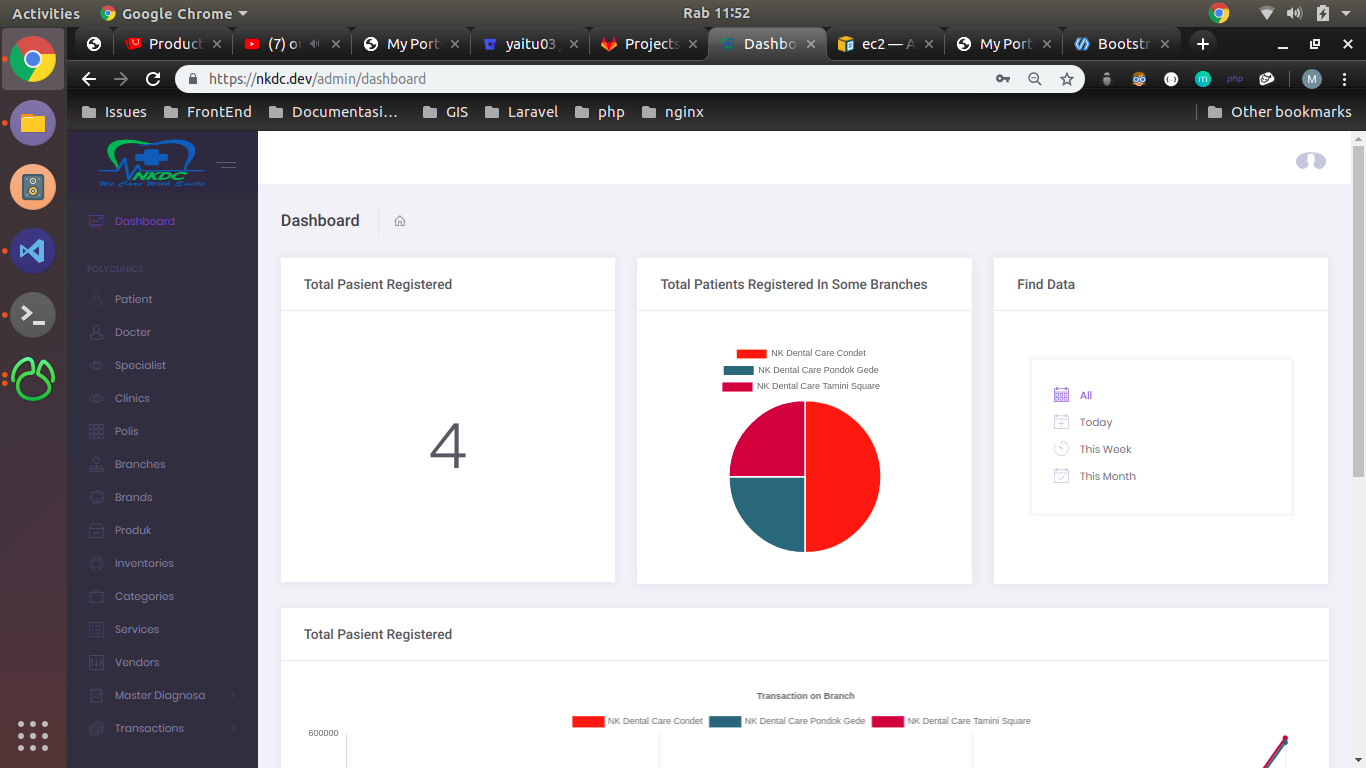 Activities Google Chrome Rab 11:52
Product (7) o My Port yaitu03 Projects Dashbo ec2 — A My Port Bootstr
https://nkdc.dev/admin/dashboard php M
Issues FrontEnd Documentasi... GIS Laravel php nginx Other bookmarks
NKDC
We Care With Smile
Dashboard
POLYCLINICS
Patient
Docter
Specialist
Clinics
Polis
Branches
Brands
Produk
Inventories
Categories
Services
Vendors
Master Diagnosa
Transactions
Dashboard
Total Pasient Registered
4
Total Patients Registered In Some Branches
NK Dental Care Condet
NK Dental Care Pondok Gede
NK Dental Care Tamini Square
Find Data
All
Today
This Week
This Month
Total Pasient Registered
Transaction on Branch
NK Dental Care Condet NK Dental Care Pondok Gede NK Dental Care Tamini Square
600000